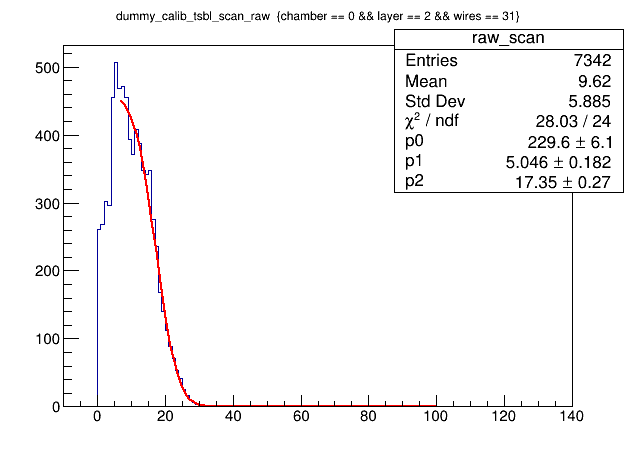 dummy_calib_tsbl_scan_raw {chamber == 0 && layer == 2 && wires == 31}
raw_scan
Entries 7342
Mean 9.62
Std Dev 5.885
χ² / ndf 28.03 / 24
p0 229.6 ± 6.1
p1 5.046 ± 0.182
p2 17.35 ± 0.27
500
400
300
200
100
0
0 20 40 60 80 100 120 140